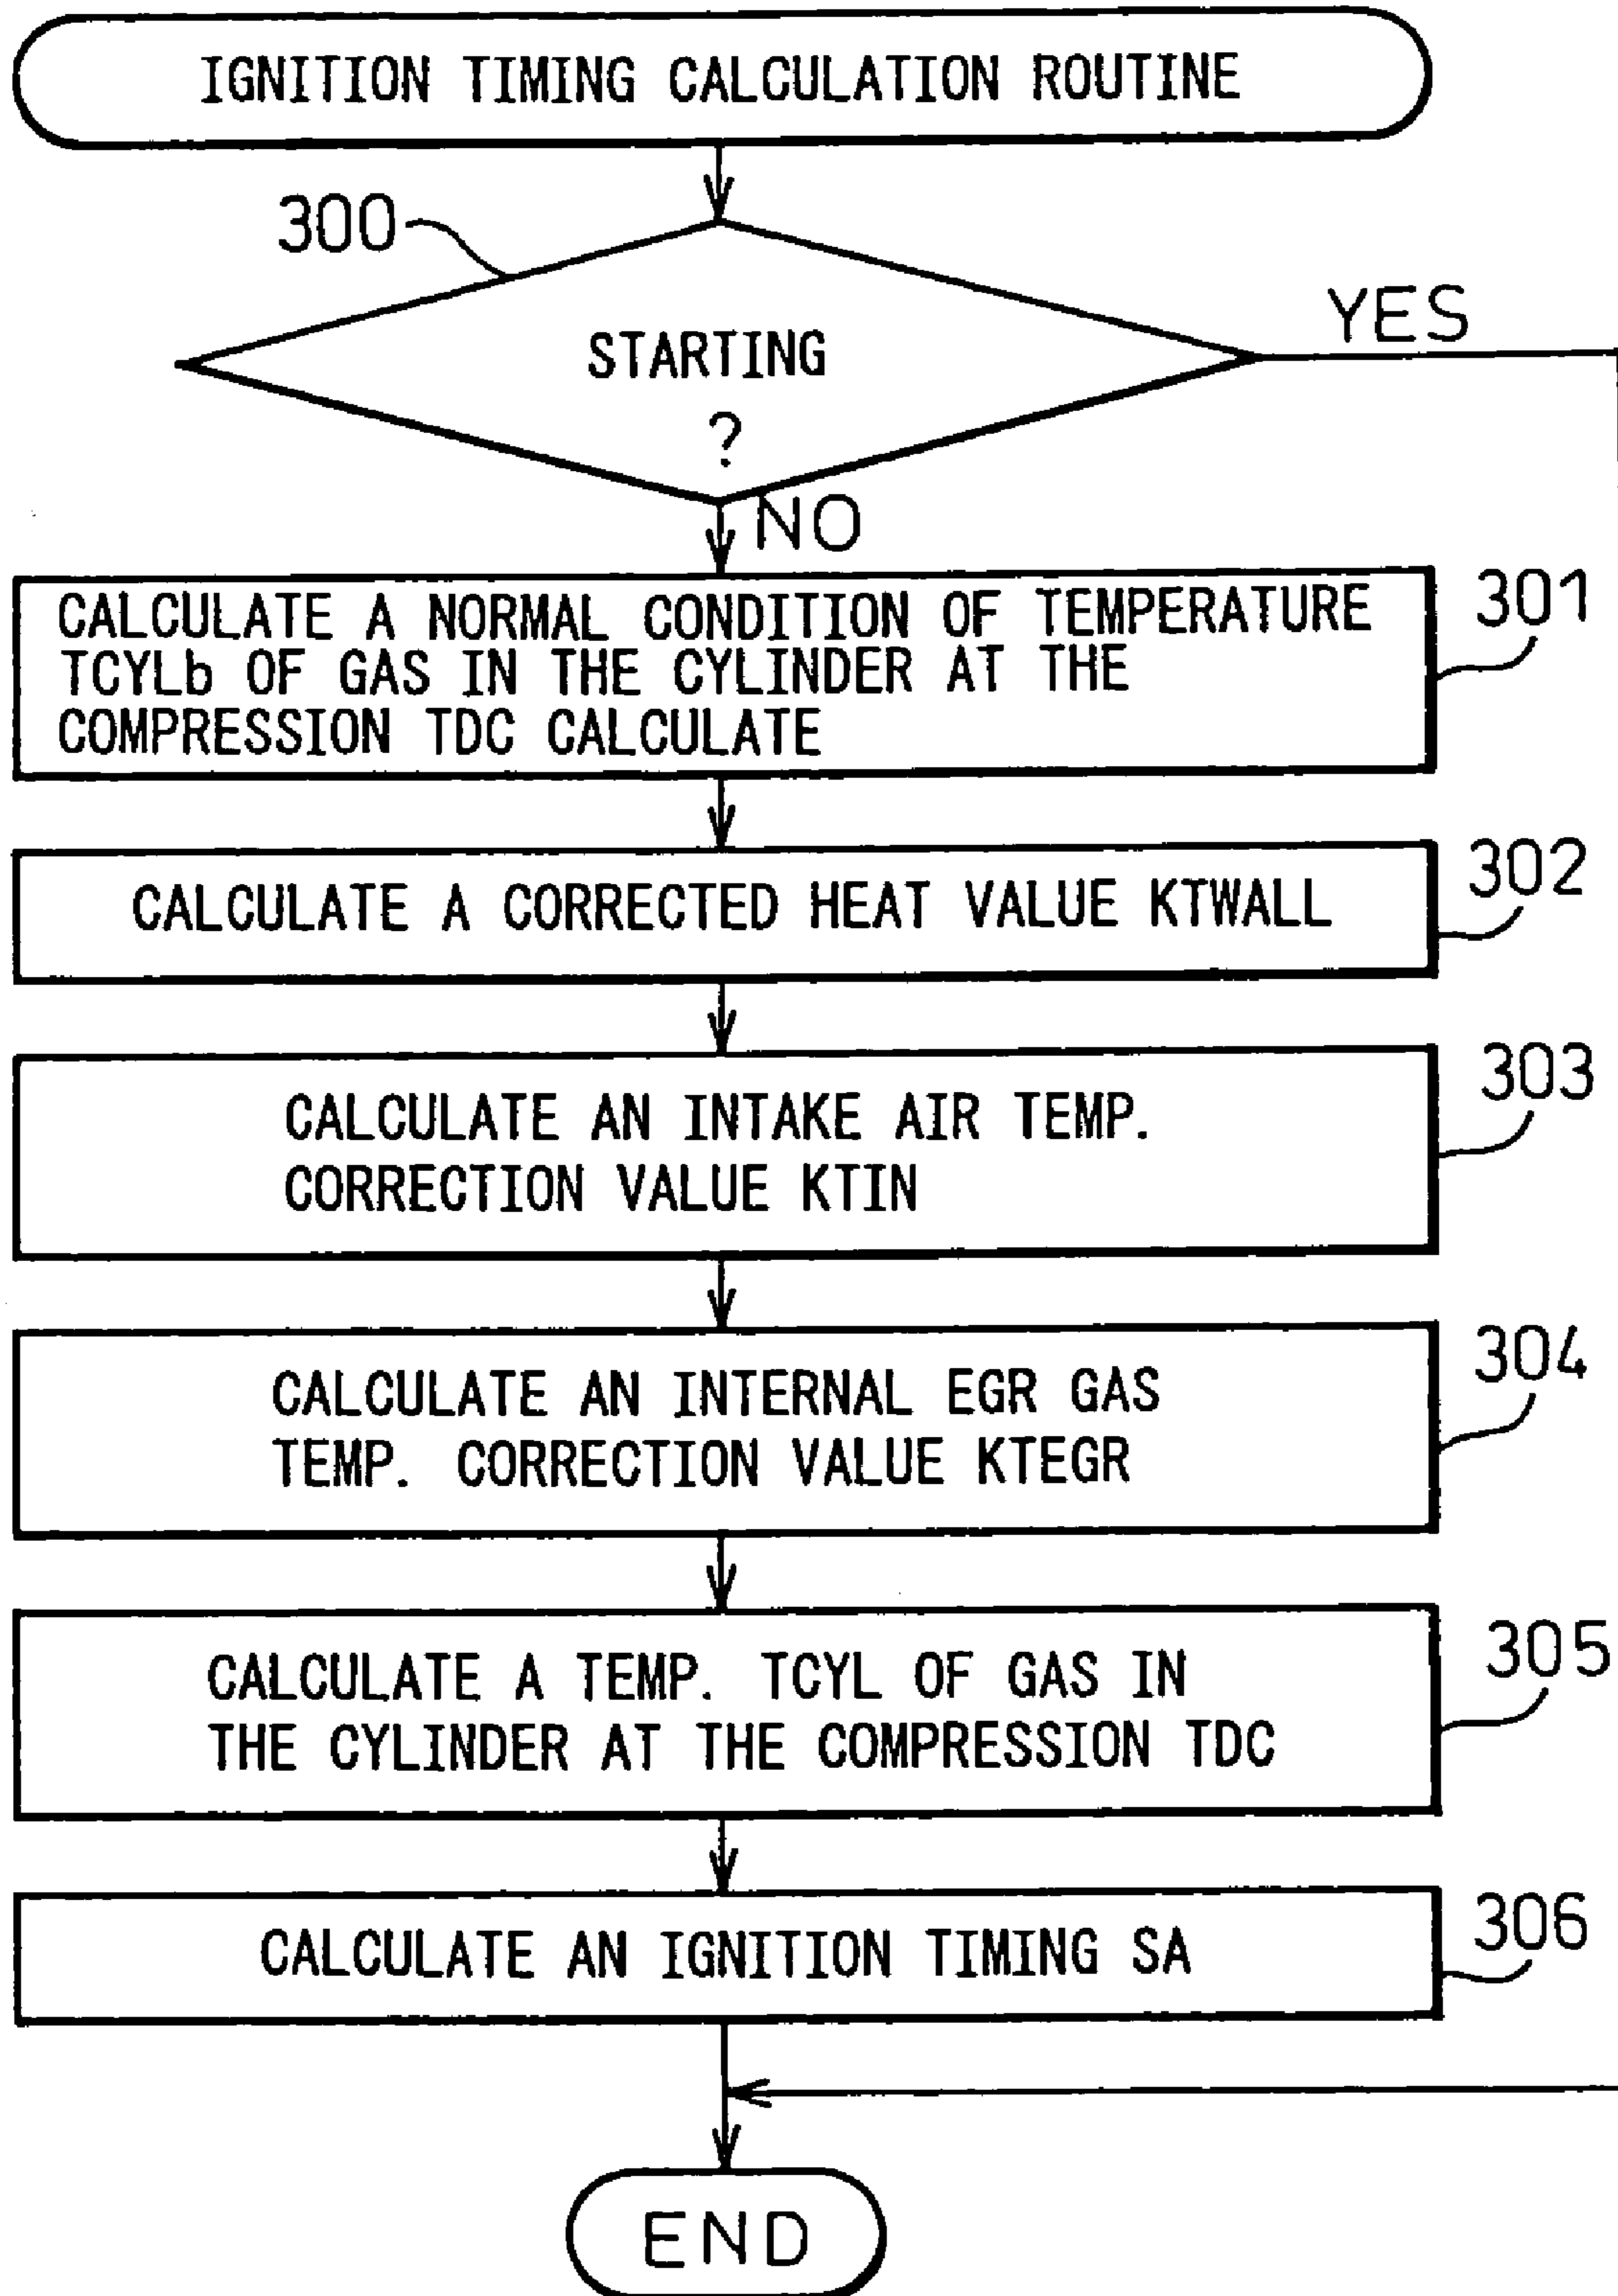 IGNITION TIMING CALCULATION ROUTINE
300
STARTING
?
YES
NO
CALCULATE A NORMAL CONDITION OF TEMPERATURE
TCYLb OF GAS IN THE CYLINDER AT THE
COMPRESSION TDC CALCULATE
301
CALCULATE A CORRECTED HEAT VALUE KTWALL
302
CALCULATE AN INTAKE AIR TEMP.
CORRECTION VALUE KTIN
303
CALCULATE AN INTERNAL EGR GAS
TEMP. CORRECTION VALUE KTEGR
304
CALCULATE A TEMP. TCYL OF GAS IN
THE CYLINDER AT THE COMPRESSION TDC
305
CALCULATE AN IGNITION TIMING SA
306
END